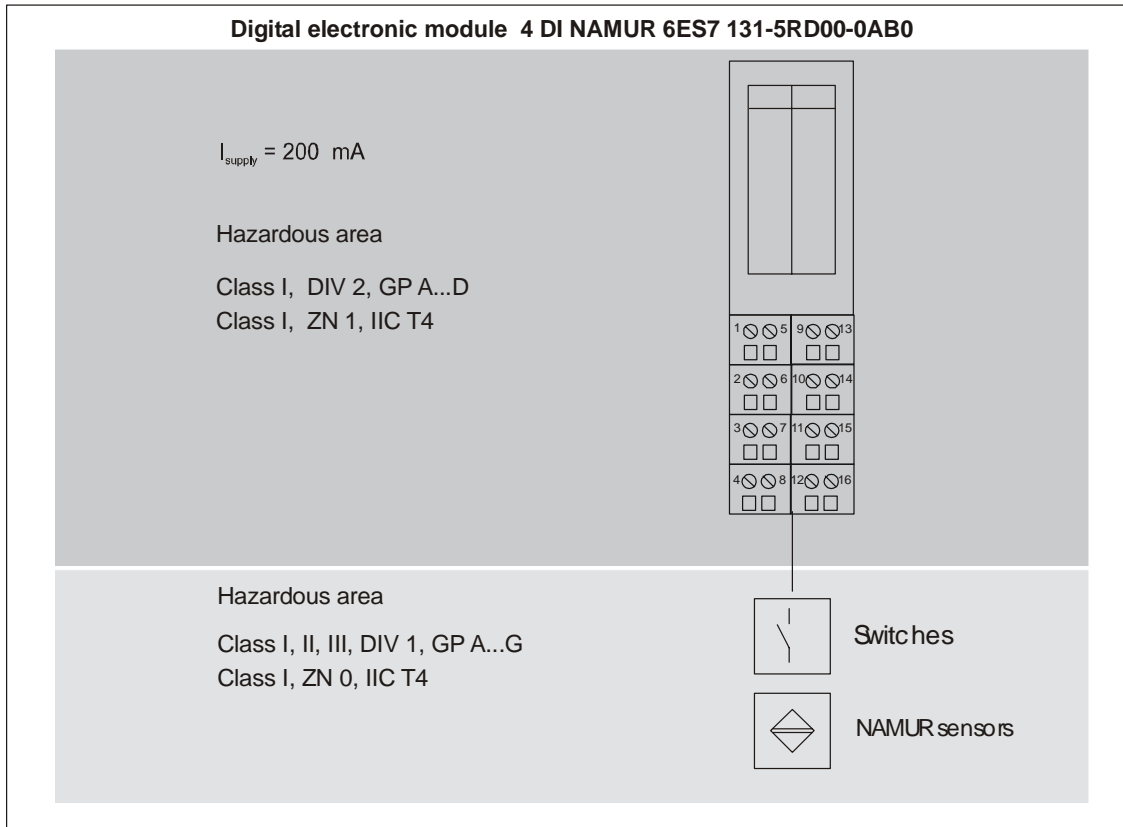 Digital electronic module 4 DI NAMUR 6ES7 131-5RD00-0AB0
Isupply = 200 mA
Hazardous area
Class I, DIV 2, GP A...D
Class I, ZN 1, IIC T4
1 5 9 13
2 6 10 14
3 7 11 15
4 8 12 16
Hazardous area
Class I, II, III, DIV 1, GP A...G
Class I, ZN 0, IIC T4
Switches
NAMUR sensors